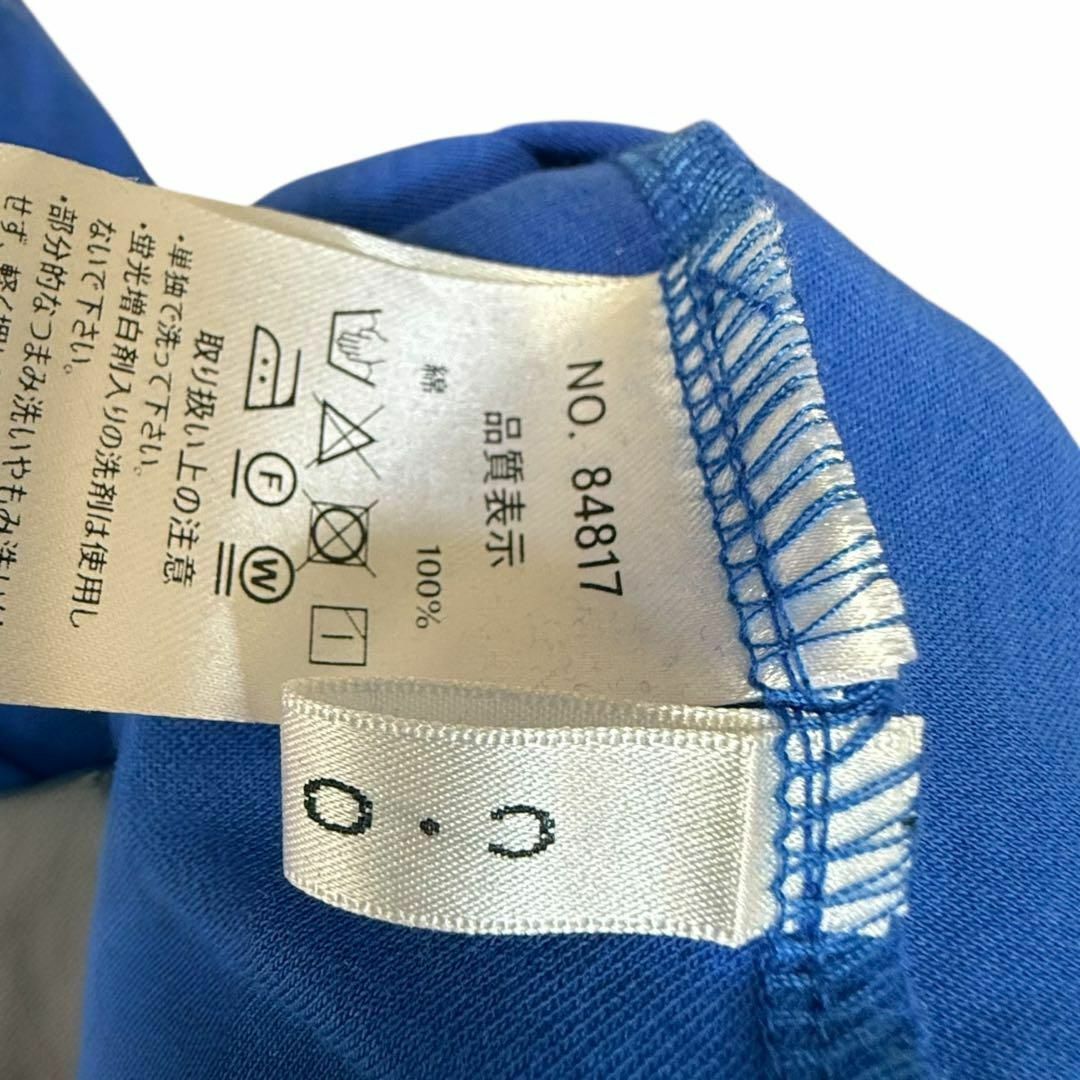 NO. 84817
品質表示
綿 100%
F
W
取り扱い上の注意
・単独で洗って下さい。
・蛍光増白剤入りの洗剤は使用し
ないで下さい。
・部分的なつまみ洗いやもみ洗いは
せず、軽く
C・O